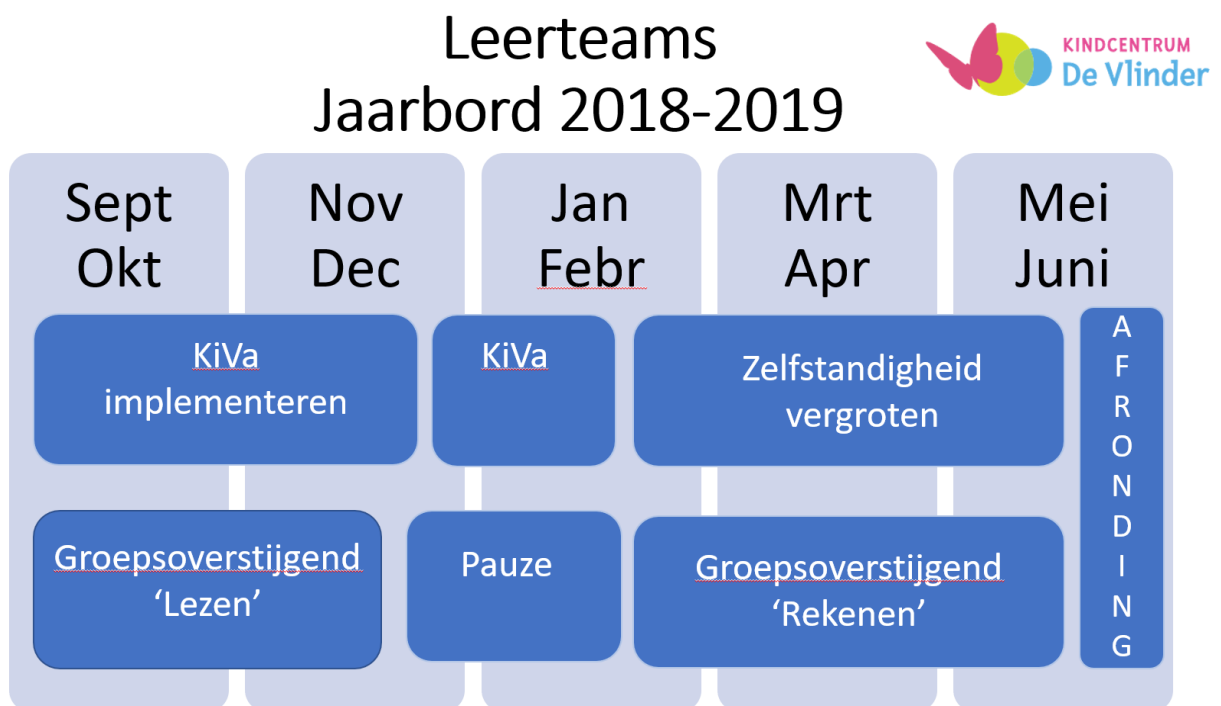 Leerteams
Jaarbord 2018-2019
KINDCENTRUM
De Vlinder
Sept
Okt
Nov
Dec
Jan
Febr
Mrt
Apr
Mei
Juni
KiVa
implementeren
KiVa
Zelfstandigheid
vergroten
Groepsoverstijgend
‘Lezen’
Pauze
Groepsoverstijgend
‘Rekenen’
A
F
R
O
N
D
I
N
G